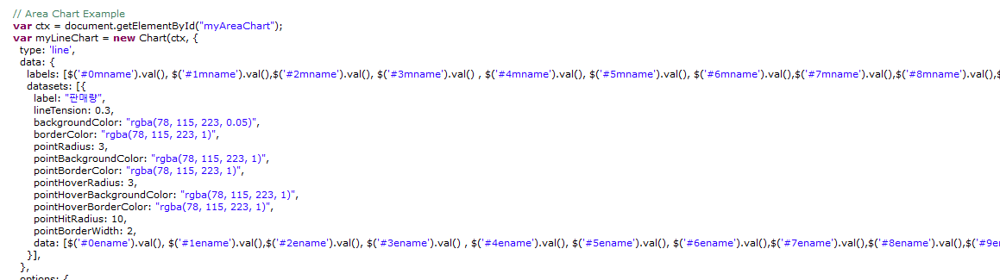 // Area Chart Example
var ctx = document.getElementById("myAreaChart");
var myLineChart = new Chart(ctx, {
type: 'line',
data: {
labels: [$('#0mname').val(), $('#1mname').val(),$('#2mname').val(), $('#3mname').val() , $('#4mname').val(), $('#5mname').val(), $('#6mname').val(),$('#7mname').val(),$('#8mname').val(),$
datasets: [{
label: "판매량",
lineTension: 0.3,
backgroundColor: "rgba(78, 115, 223, 0.05)",
borderColor: "rgba(78, 115, 223, 1)",
pointRadius: 3,
pointBackgroundColor: "rgba(78, 115, 223, 1)",
pointBorderColor: "rgba(78, 115, 223, 1)",
pointHoverRadius: 3,
pointHoverBackgroundColor: "rgba(78, 115, 223, 1)",
pointHoverBorderColor: "rgba(78, 115, 223, 1)",
pointHitRadius: 10,
pointBorderWidth: 2,
data: [$('#0ename').val(), $('#1ename').val(),$('#2ename').val(), $('#3ename').val() , $('#4ename').val(), $('#5ename').val(), $('#6ename').val(),$('#7ename').val(),$('#8ename').val(),$('#9en
}],
},
options: {